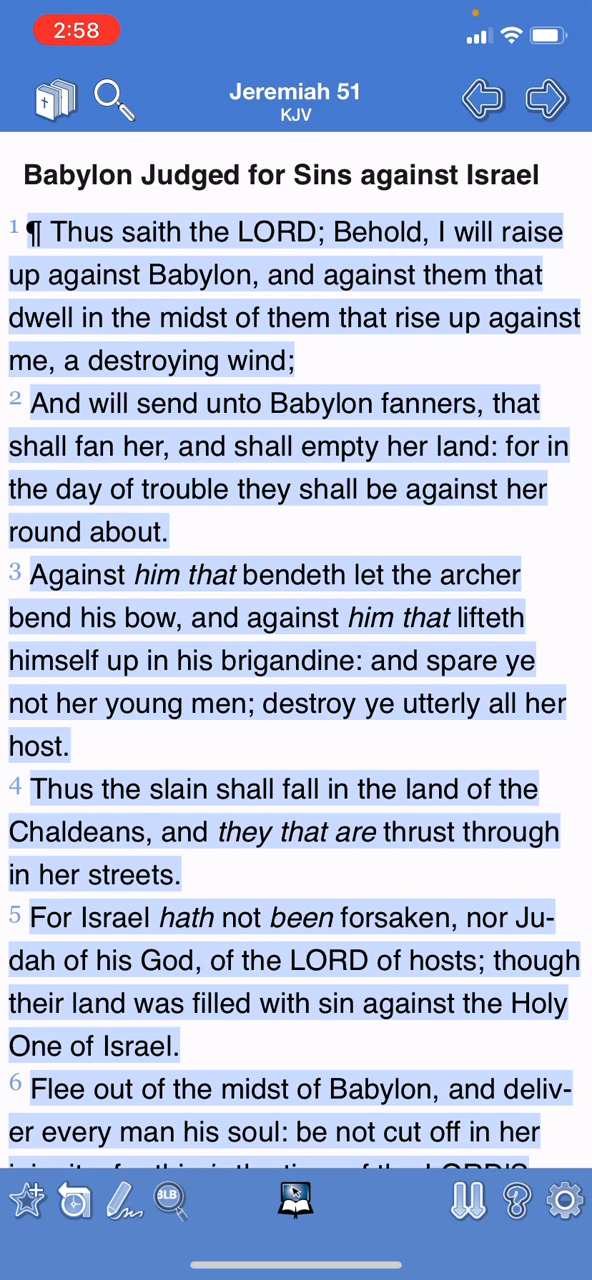 2:58
Jeremiah 51
KJV
Babylon Judged for Sins against Israel
1 ¶ Thus saith the LORD; Behold, I will raise
up against Babylon, and against them that
dwell in the midst of them that rise up against
me, a destroying wind;
2 And will send unto Babylon fanners, that
shall fan her, and shall empty her land: for in
the day of trouble they shall be against her
round about.
3 Against him that bendeth let the archer
bend his bow, and against him that lifteth
himself up in his brigandine: and spare ye
not her young men; destroy ye utterly all her
host.
4 Thus the slain shall fall in the land of the
Chaldeans, and they that are thrust through
in her streets.
5 For Israel hath not been forsaken, nor Ju-
dah of his God, of the LORD of hosts; though
their land was filled with sin against the Holy
One of Israel.
6 Flee out of the midst of Babylon, and deliv-
er every man his soul: be not cut off in her
BLB